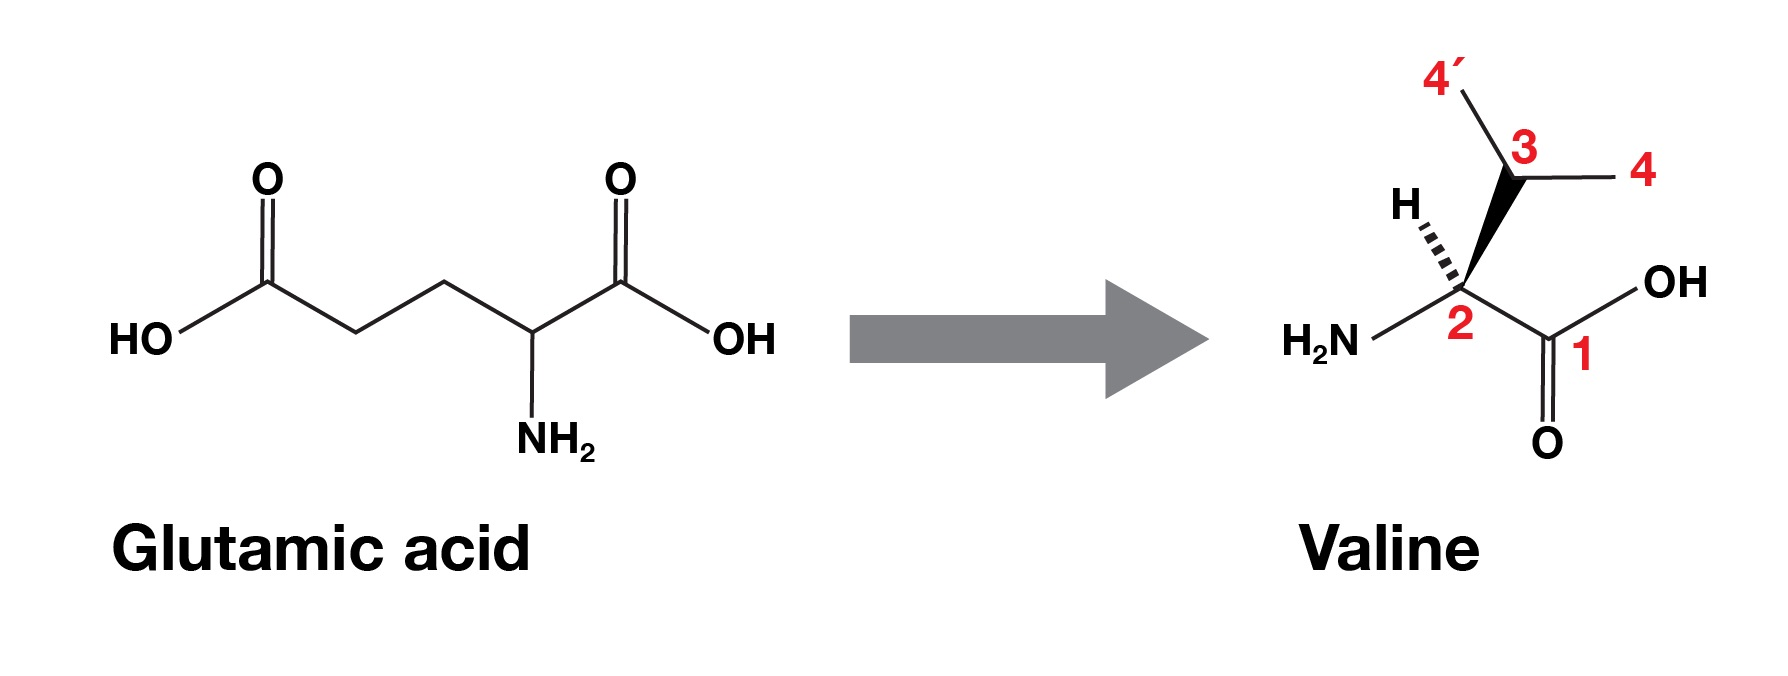 O
O
HO
OH
NH₂
Glutamic acid
4´
3
4
H
OH
H₂N
2
1
O
Valine